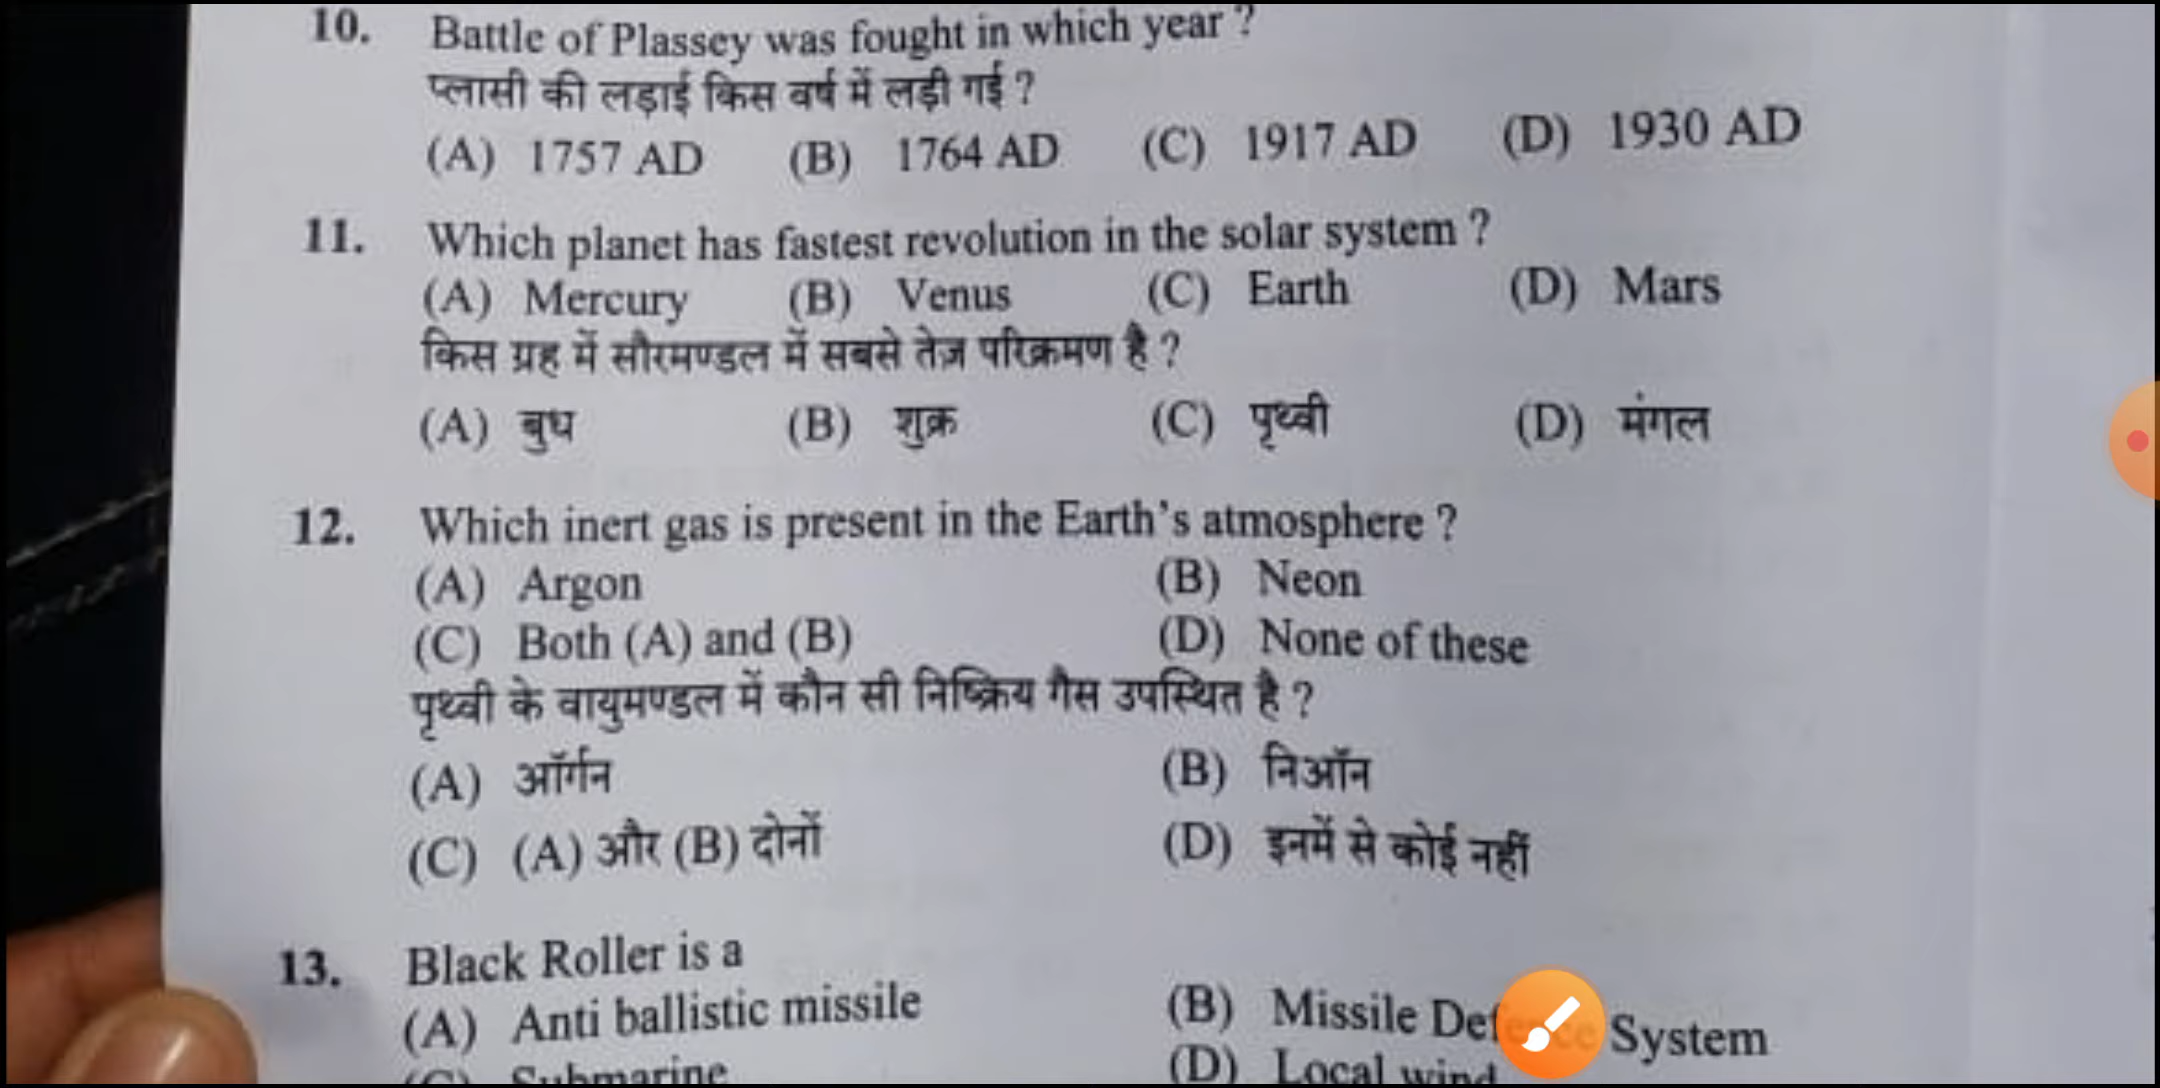 10. Battle of Plassey was fought in which year ?
प्लासी की लड़ाई किस वर्ष में लड़ी गई ?
(A) 1757 AD (B) 1764 AD (C) 1917 AD (D) 1930 AD
11. Which planet has fastest revolution in the solar system ?
(A) Mercury (B) Venus (C) Earth (D) Mars
किस ग्रह में सौरमण्डल में सबसे तेज़ परिक्रमण है ?
(A) बुध (B) शुक्र (C) पृथ्वी (D) मंगल
12. Which inert gas is present in the Earth's atmosphere ?
(A) Argon (B) Neon
(C) Both (A) and (B) (D) None of these
पृथ्वी के वायुमण्डल में कौन सी निष्क्रिय गैस उपस्थित है ?
(A) ऑर्गन (B) निऑन
(C) (A) और (B) दोनों (D) इनमें से कोई नहीं
13. Black Roller is a
(A) Anti ballistic missile (B) Missile Defence System
(C) Submarine (D) Local wind